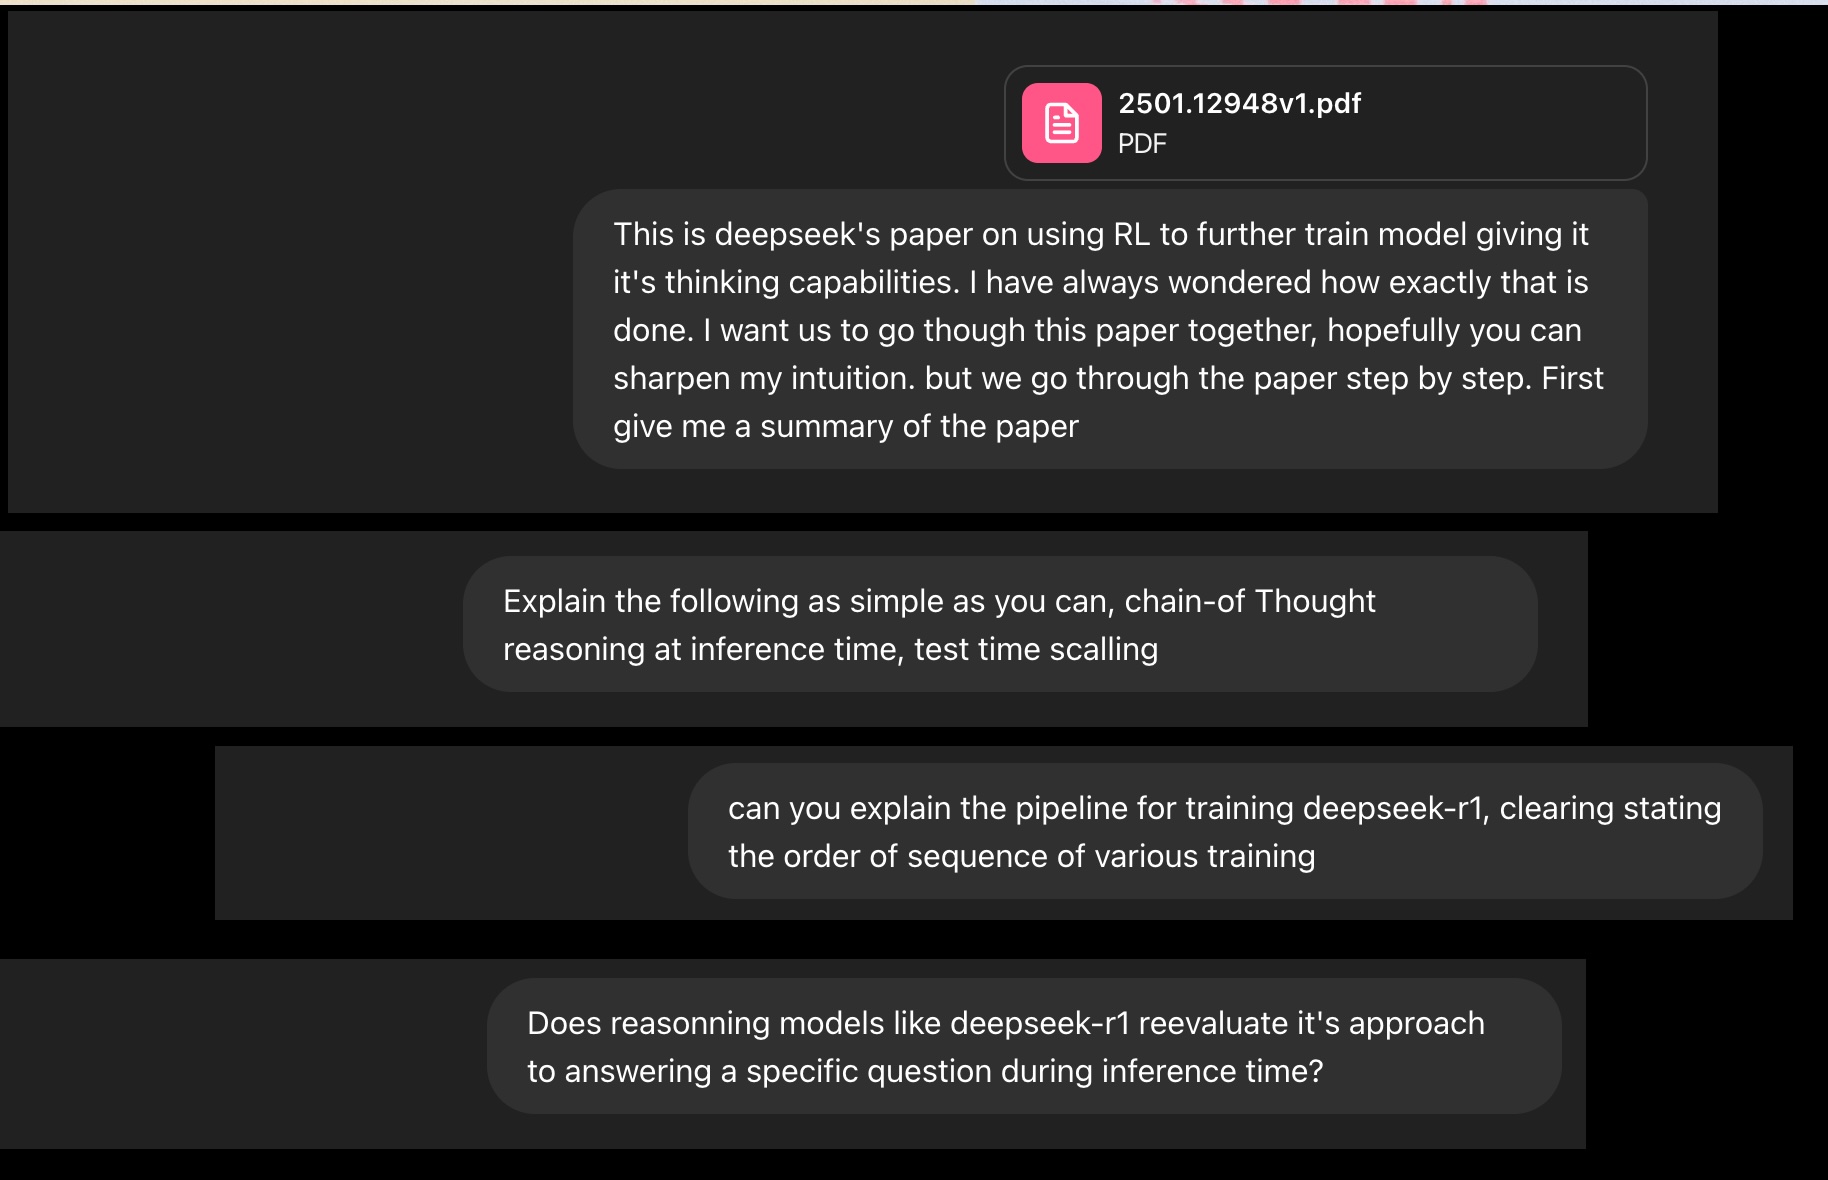 2501.12948v1.pdf
PDF
This is deepseek's paper on using RL to further train model giving it
it's thinking capabilities. I have always wondered how exactly that is
done. I want us to go though this paper together, hopefully you can
sharpen my intuition. but we go through the paper step by step. First
give me a summary of the paper
Explain the following as simple as you can, chain-of Thought
reasoning at inference time, test time scalling
can you explain the pipeline for training deepseek-r1, clearing stating
the order of sequence of various training
Does reasonning models like deepseek-r1 reevaluate it's approach
to answering a specific question during inference time?